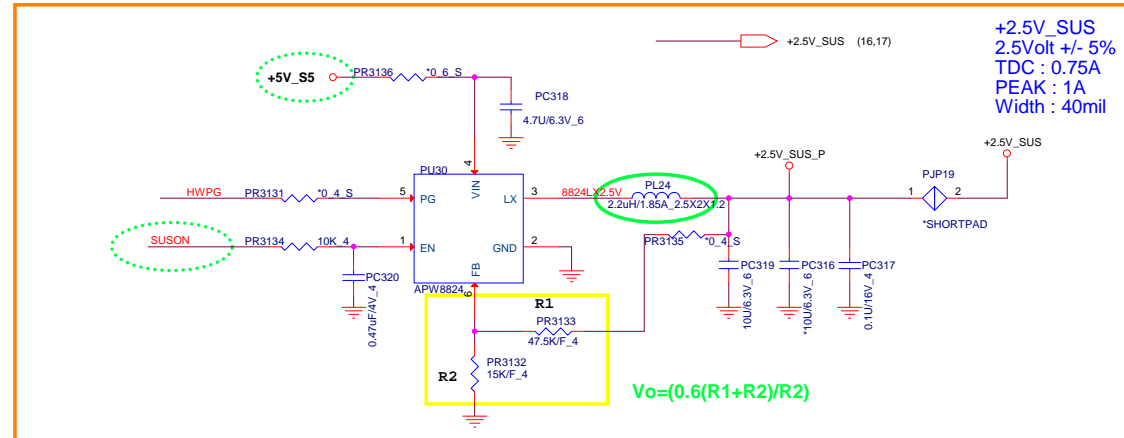 +2.5V_SUS (16,17)
+2.5V_SUS
2.5Volt +/- 5%
TDC : 0.75A
PEAK : 1A
Width : 40mil
+5V_S5
PR3136
*0_6_S
PC318
4.7U/6.3V_6
PU30
4
VIN
HWPG
PR3131
*0_4_S
5
PG
LX
3
8824LX2.5V
PL24
2.2uH/1.85A_2.5X2X1.2
+2.5V_SUS_P
+2.5V_SUS
PJP19
1
2
*SHORTPAD
SUSON
PR3134
10K_4
1
EN
GND
2
PR3135
*0_4_S
PC320
0.47uF/4V_4
FB
6
APW8824
PC319
10U/6.3V_6
PC316
*10U/6.3V_6
PC317
0.1U/16V_4
R1
PR3133
47.5K/F_4
R2
PR3132
15K/F_4
Vo=(0.6(R1+R2)/R2)